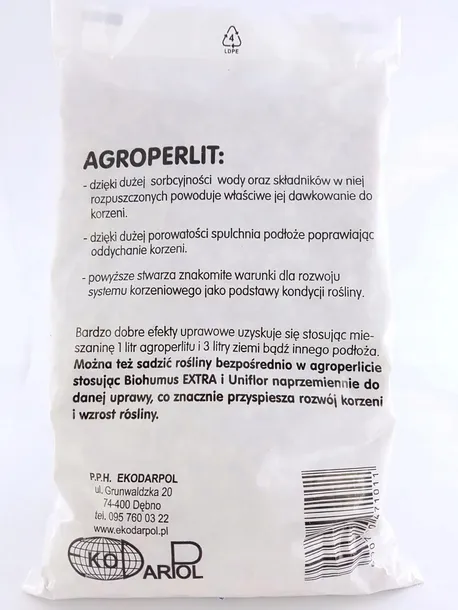 4
LDPE
AGROPERLIT:
- dzięki dużej sorbcyjności wody oraz składników w niej
rozpuszczonych powoduje właściwe jej dawkowanie do
korzeni.
- dzięki dużej porowatości spulchnia podłoże poprawiając
oddychanie korzeni.
- powyższe stwarza znakomite warunki dla rozwoju
systemu korzeniowego jako podstawy kondycji rośliny.
Bardzo dobre efekty uprawowe uzyskuje się stosując mie-
szaninę 1 litr agroperlitu i 3 litry ziemi bądź innego podłoża.
Można też sadzić rośliny bezpośrednio w agroperlicie
stosując Biohumus EXTRA i Uniflor naprzemiennie do
danej uprawy, co znacznie przyspiesza rozwój korzeni
i wzrost rósliny.
P.P.H. EKODARPOL
ul. Grunwaldzka 20
74-400 Dębno
tel. 095 760 03 22
www.ekodarpol.pl
EKODARPOL